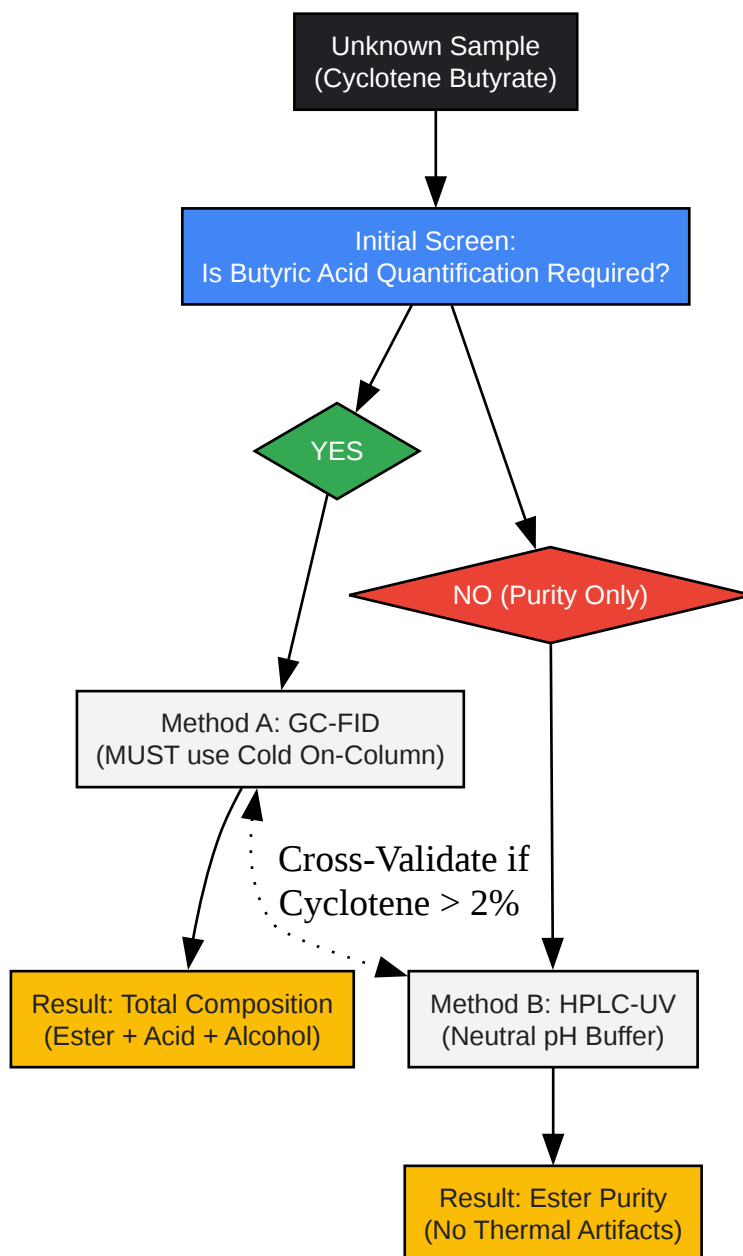 Unknown Sample
(Cyclotene Butyrate)
Initial Screen:
Is Butyric Acid Quantification Required?
YES
NO (Purity Only)
Method A: GC-FID
(MUST use Cold On-Column)
Cross-Validate if
Cyclotene > 2%
Result: Total Composition
(Ester + Acid + Alcohol)
Method B: HPLC-UV
(Neutral pH Buffer)
Result: Ester Purity
(No Thermal Artifacts)